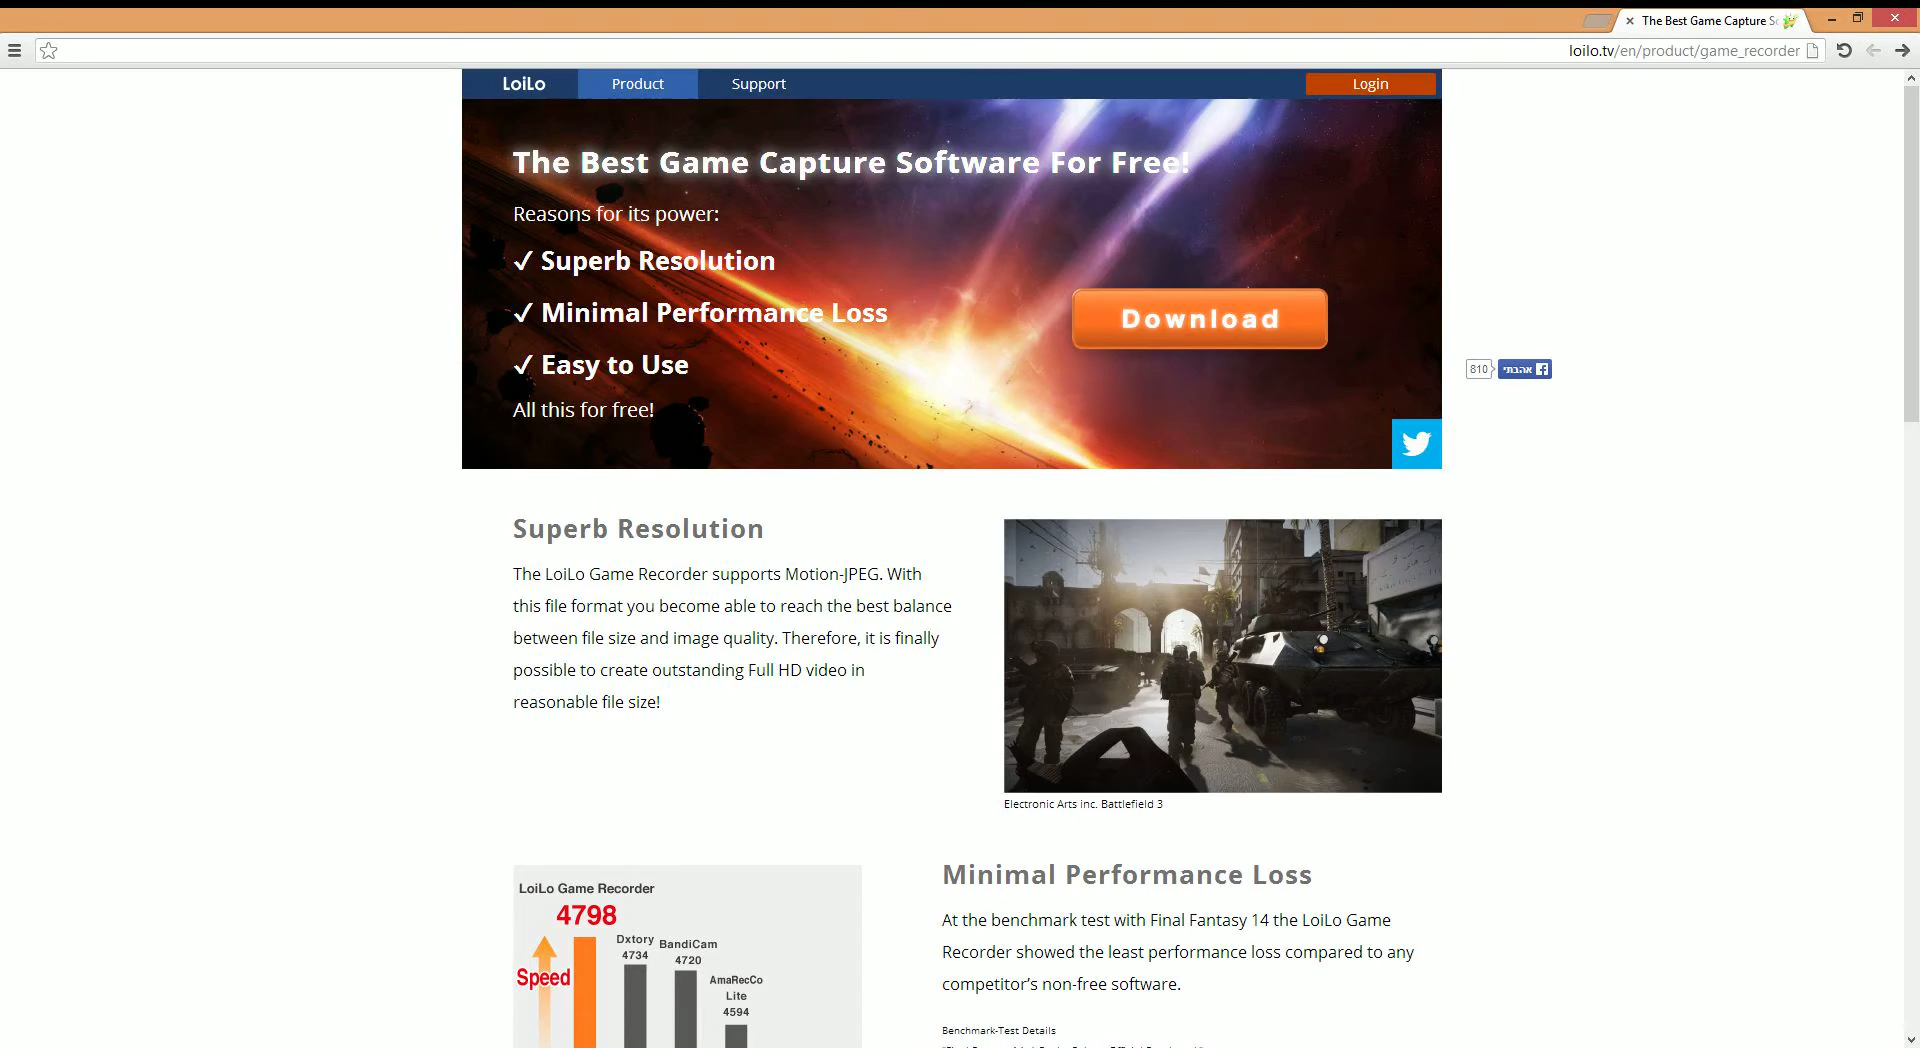 The Best Game Capture S
loilo.tv/en/product/game_recorder
LoiLo
Product
Support
Login
The Best Game Capture Software For Free!
Reasons for its power:
✓ Superb Resolution
✓ Minimal Performance Loss
✓ Easy to Use
All this for free!
Download
810
אהבתי
Superb Resolution
The LoiLo Game Recorder supports Motion-JPEG. With
this file format you become able to reach the best balance
between file size and image quality. Therefore, it is finally
possible to create outstanding Full HD video in
reasonable file size!
Electronic Arts inc. Battlefield 3
LoiLo Game Recorder
4798
Speed
Dxtory
4734
BandiCam
4720
AmaRecCo
Lite
4594
Minimal Performance Loss
At the benchmark test with Final Fantasy 14 the LoiLo Game
Recorder showed the least performance loss compared to any
competitor's non-free software.
Benchmark-Test Details